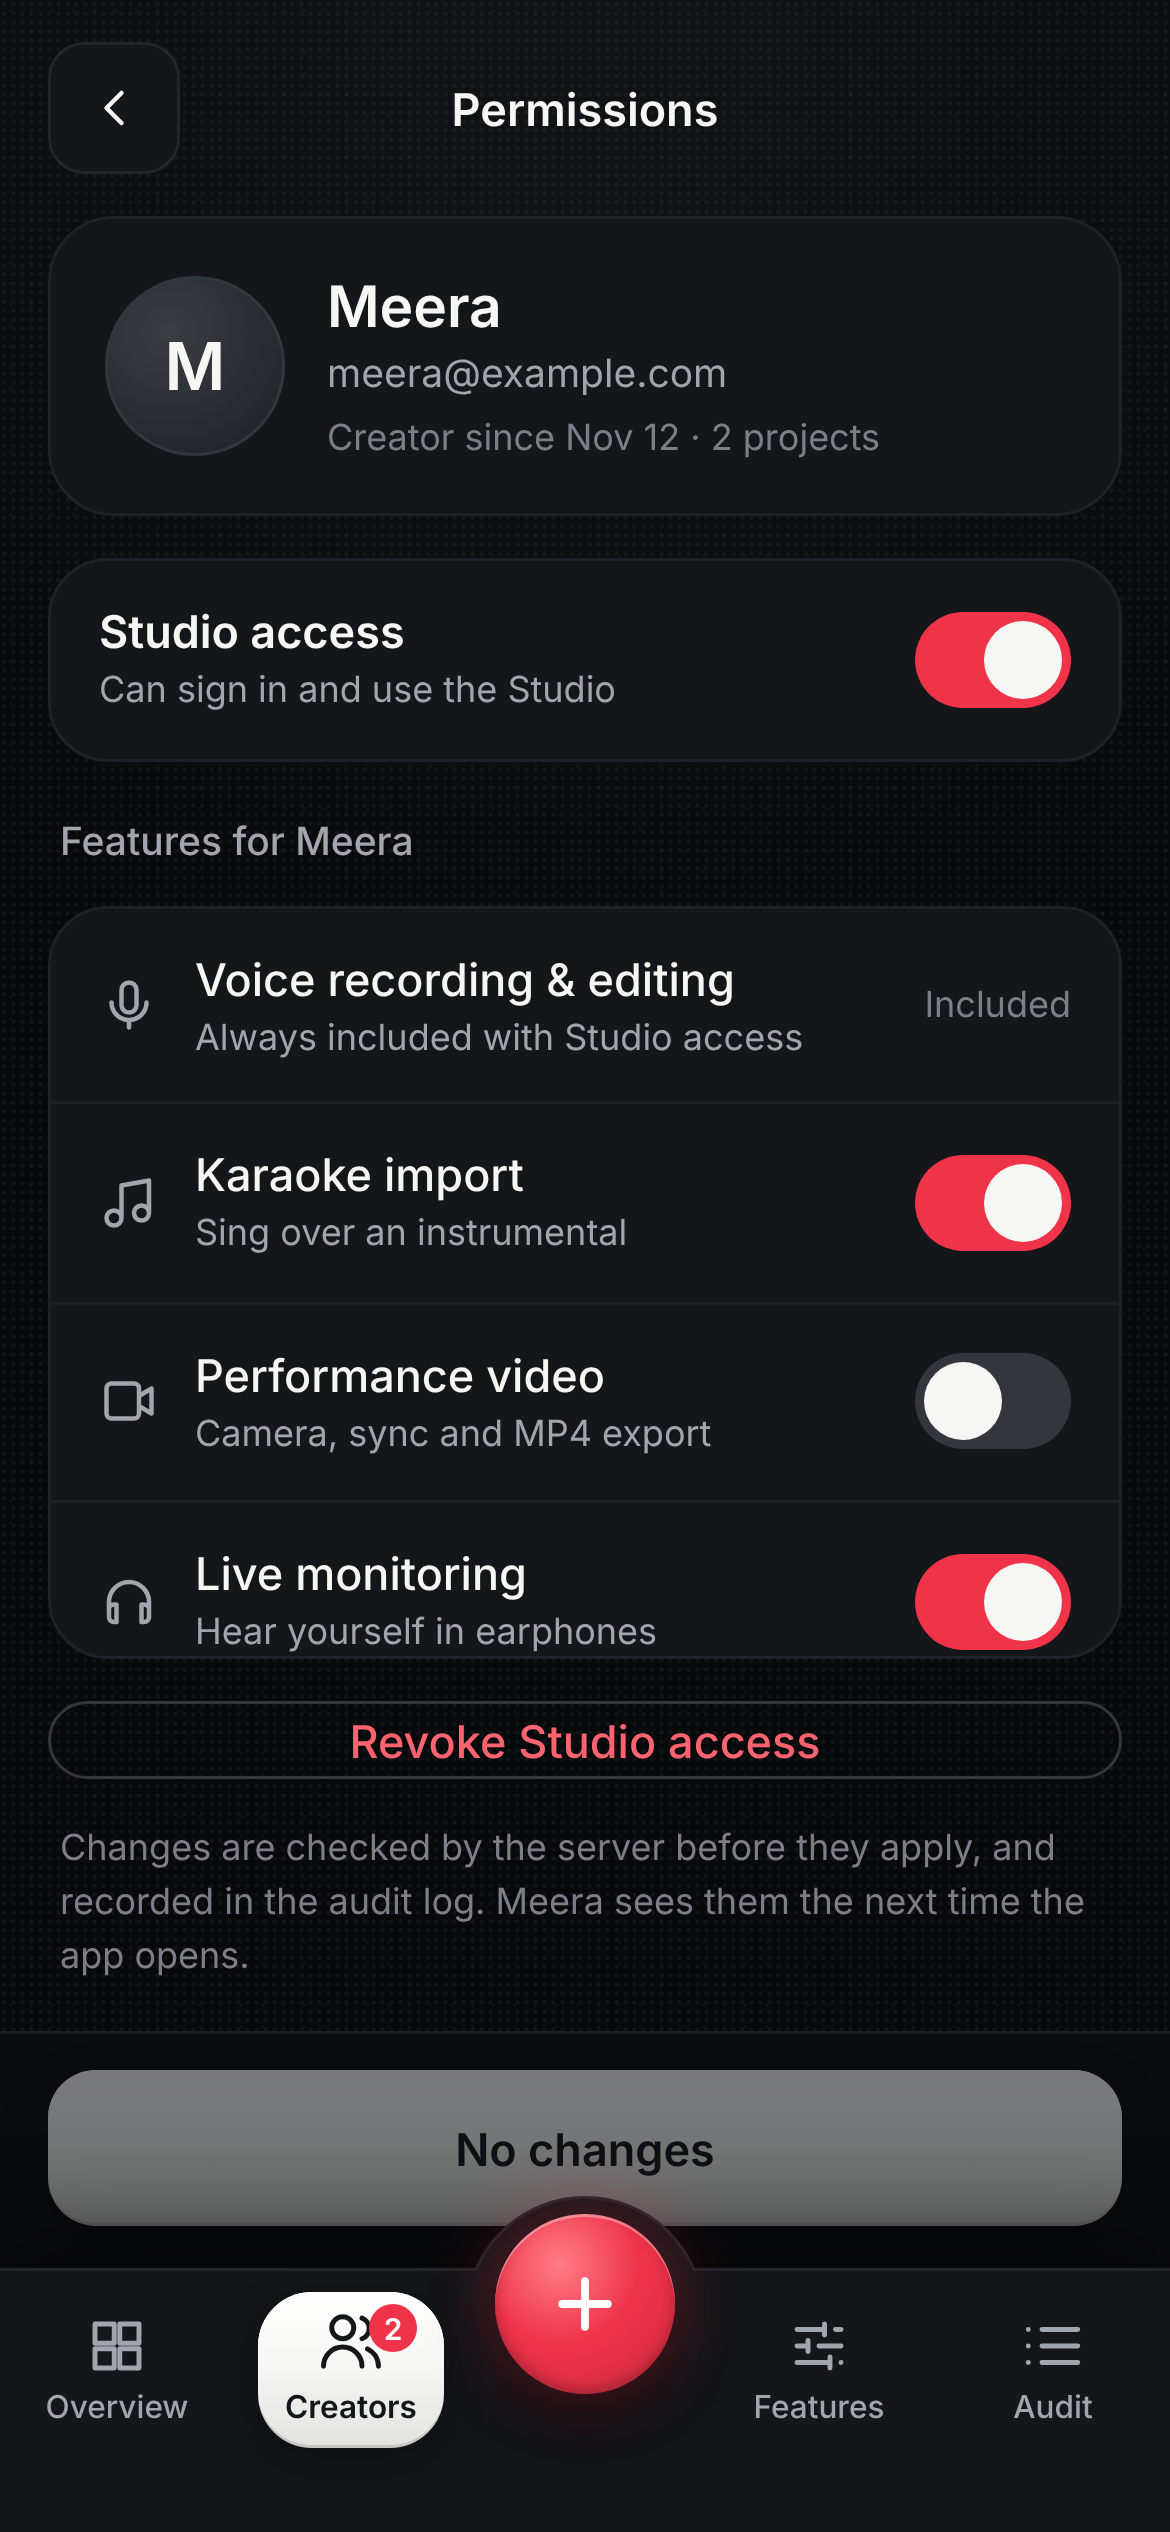 Permissions
M
Meera
meera@example.com
Creator since Nov 12 · 2 projects
Studio access
Can sign in and use the Studio
Features for Meera
Voice recording & editing
Always included with Studio access
Included
Karaoke import
Sing over an instrumental
Performance video
Camera, sync and MP4 export
Live monitoring
Hear yourself in earphones
Revoke Studio access
Changes are checked by the server before they apply, and
recorded in the audit log. Meera sees them the next time the
app opens.
No changes
2
Overview
Creators
Features
Audit